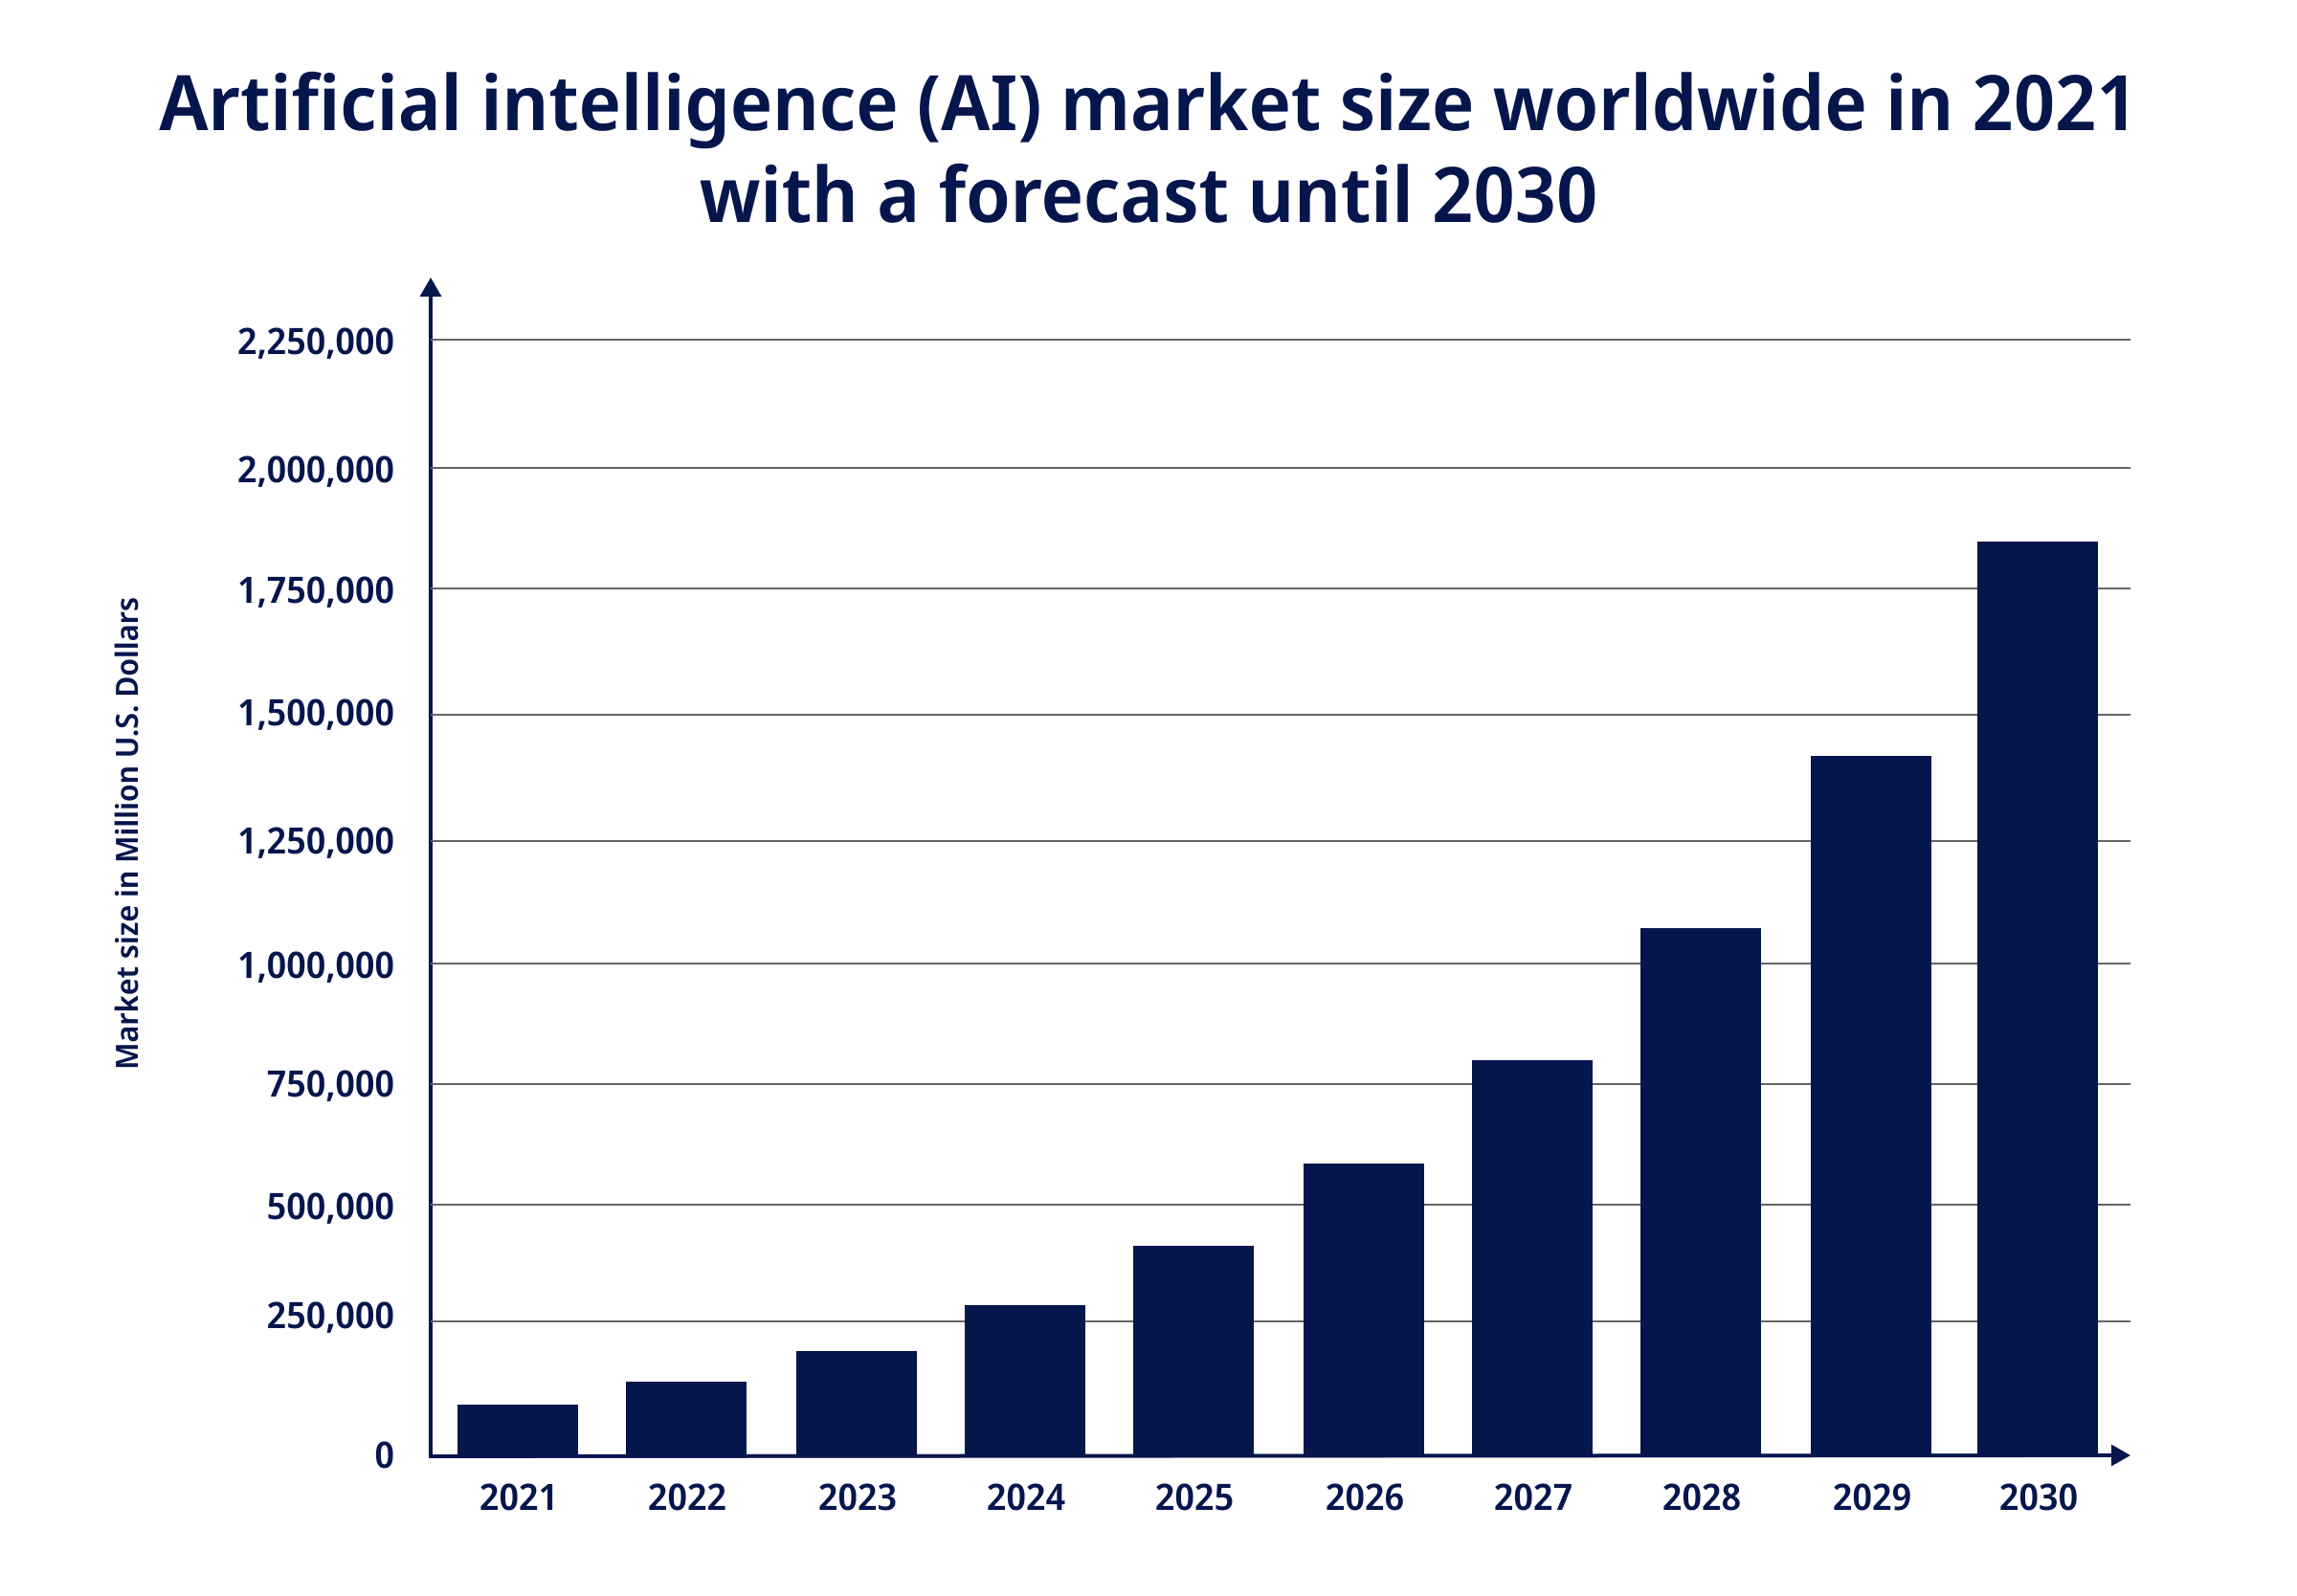 Artificial intelligence (AI) market size worldwide in 2021
with a forecast until 2030
Market size in Million U.S. Dollars
2,250,000
2,000,000
1,750,000
1,500,000
1,250,000
1,000,000
750,000
500,000
250,000
0
2021 2022 2023 2024 2025 2026 2027 2028 2029 2030